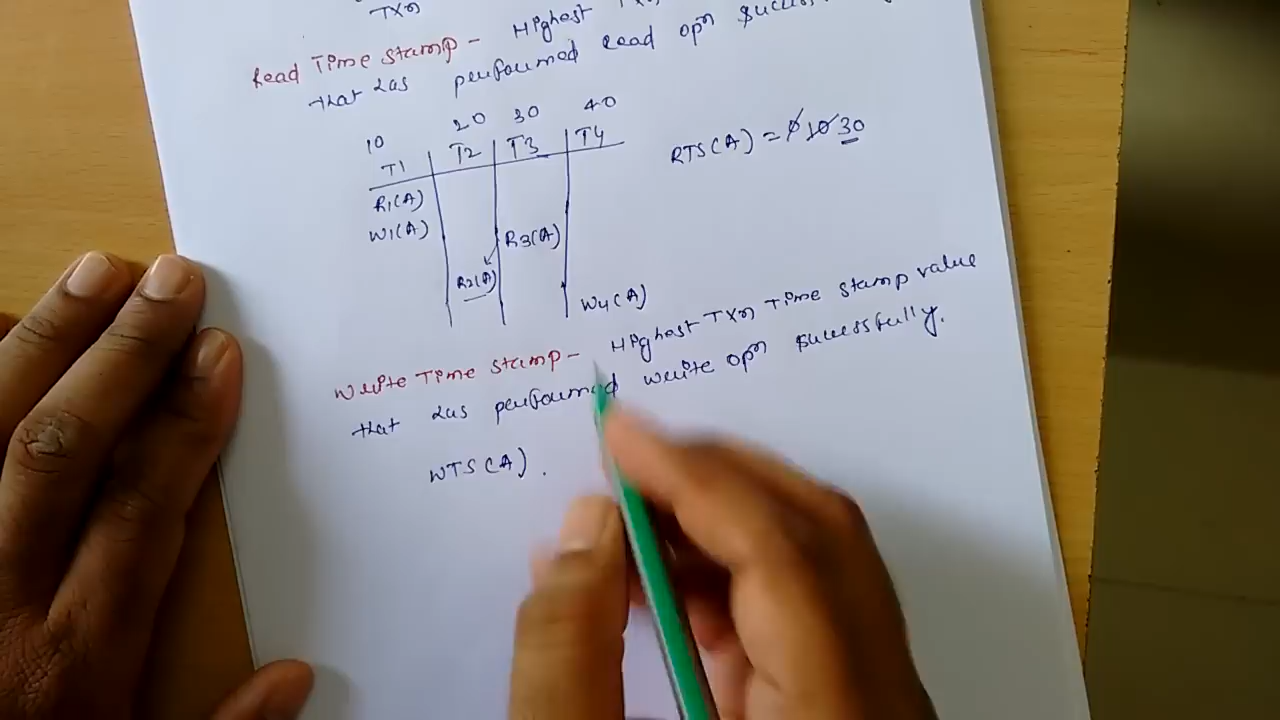 TXn
Read Time stamp - Highest
that has performed Read opn
10 20 30 40
T1 T2 T3 T4
RTS(A) = 0 10 30
R1(A)
W1(A) R3(A)
R2(A)
W4(A)
Write Time stamp - Highest TXn Time stamp value
that has performed write opn successfully.
WTS(A).